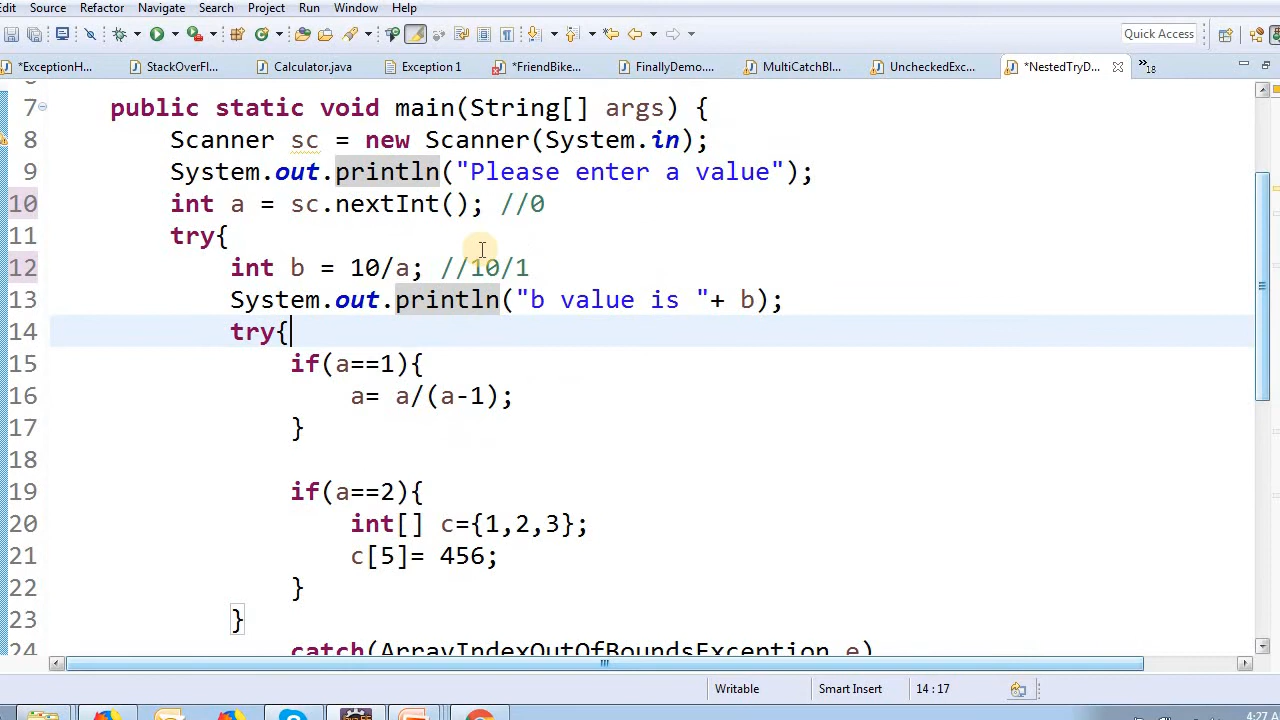 Edit Source Refactor Navigate Search Project Run Window Help
Quick Access
*ExceptionH... StackOverFl... Calculator.java Exception 1 *FriendBike... FinallyDemo.... MultiCatchBl... UncheckedExc... *NestedTryD... »18
7 public static void main(String[] args) {
8 Scanner sc = new Scanner(System.in);
9 System.out.println("Please enter a value");
10 int a = sc.nextInt(); //0
11 try{
12 int b = 10/a; //10/1
13 System.out.println("b value is "+ b);
14 try{
15 if(a==1){
16 a= a/(a-1);
17 }
18
19 if(a==2){
20 int[] c={1,2,3};
21 c[5]= 456;
22 }
23 }
24 catch(ArrayIndexOutOfBoundsException e)
Writable Smart Insert 14 : 17
4:27 A